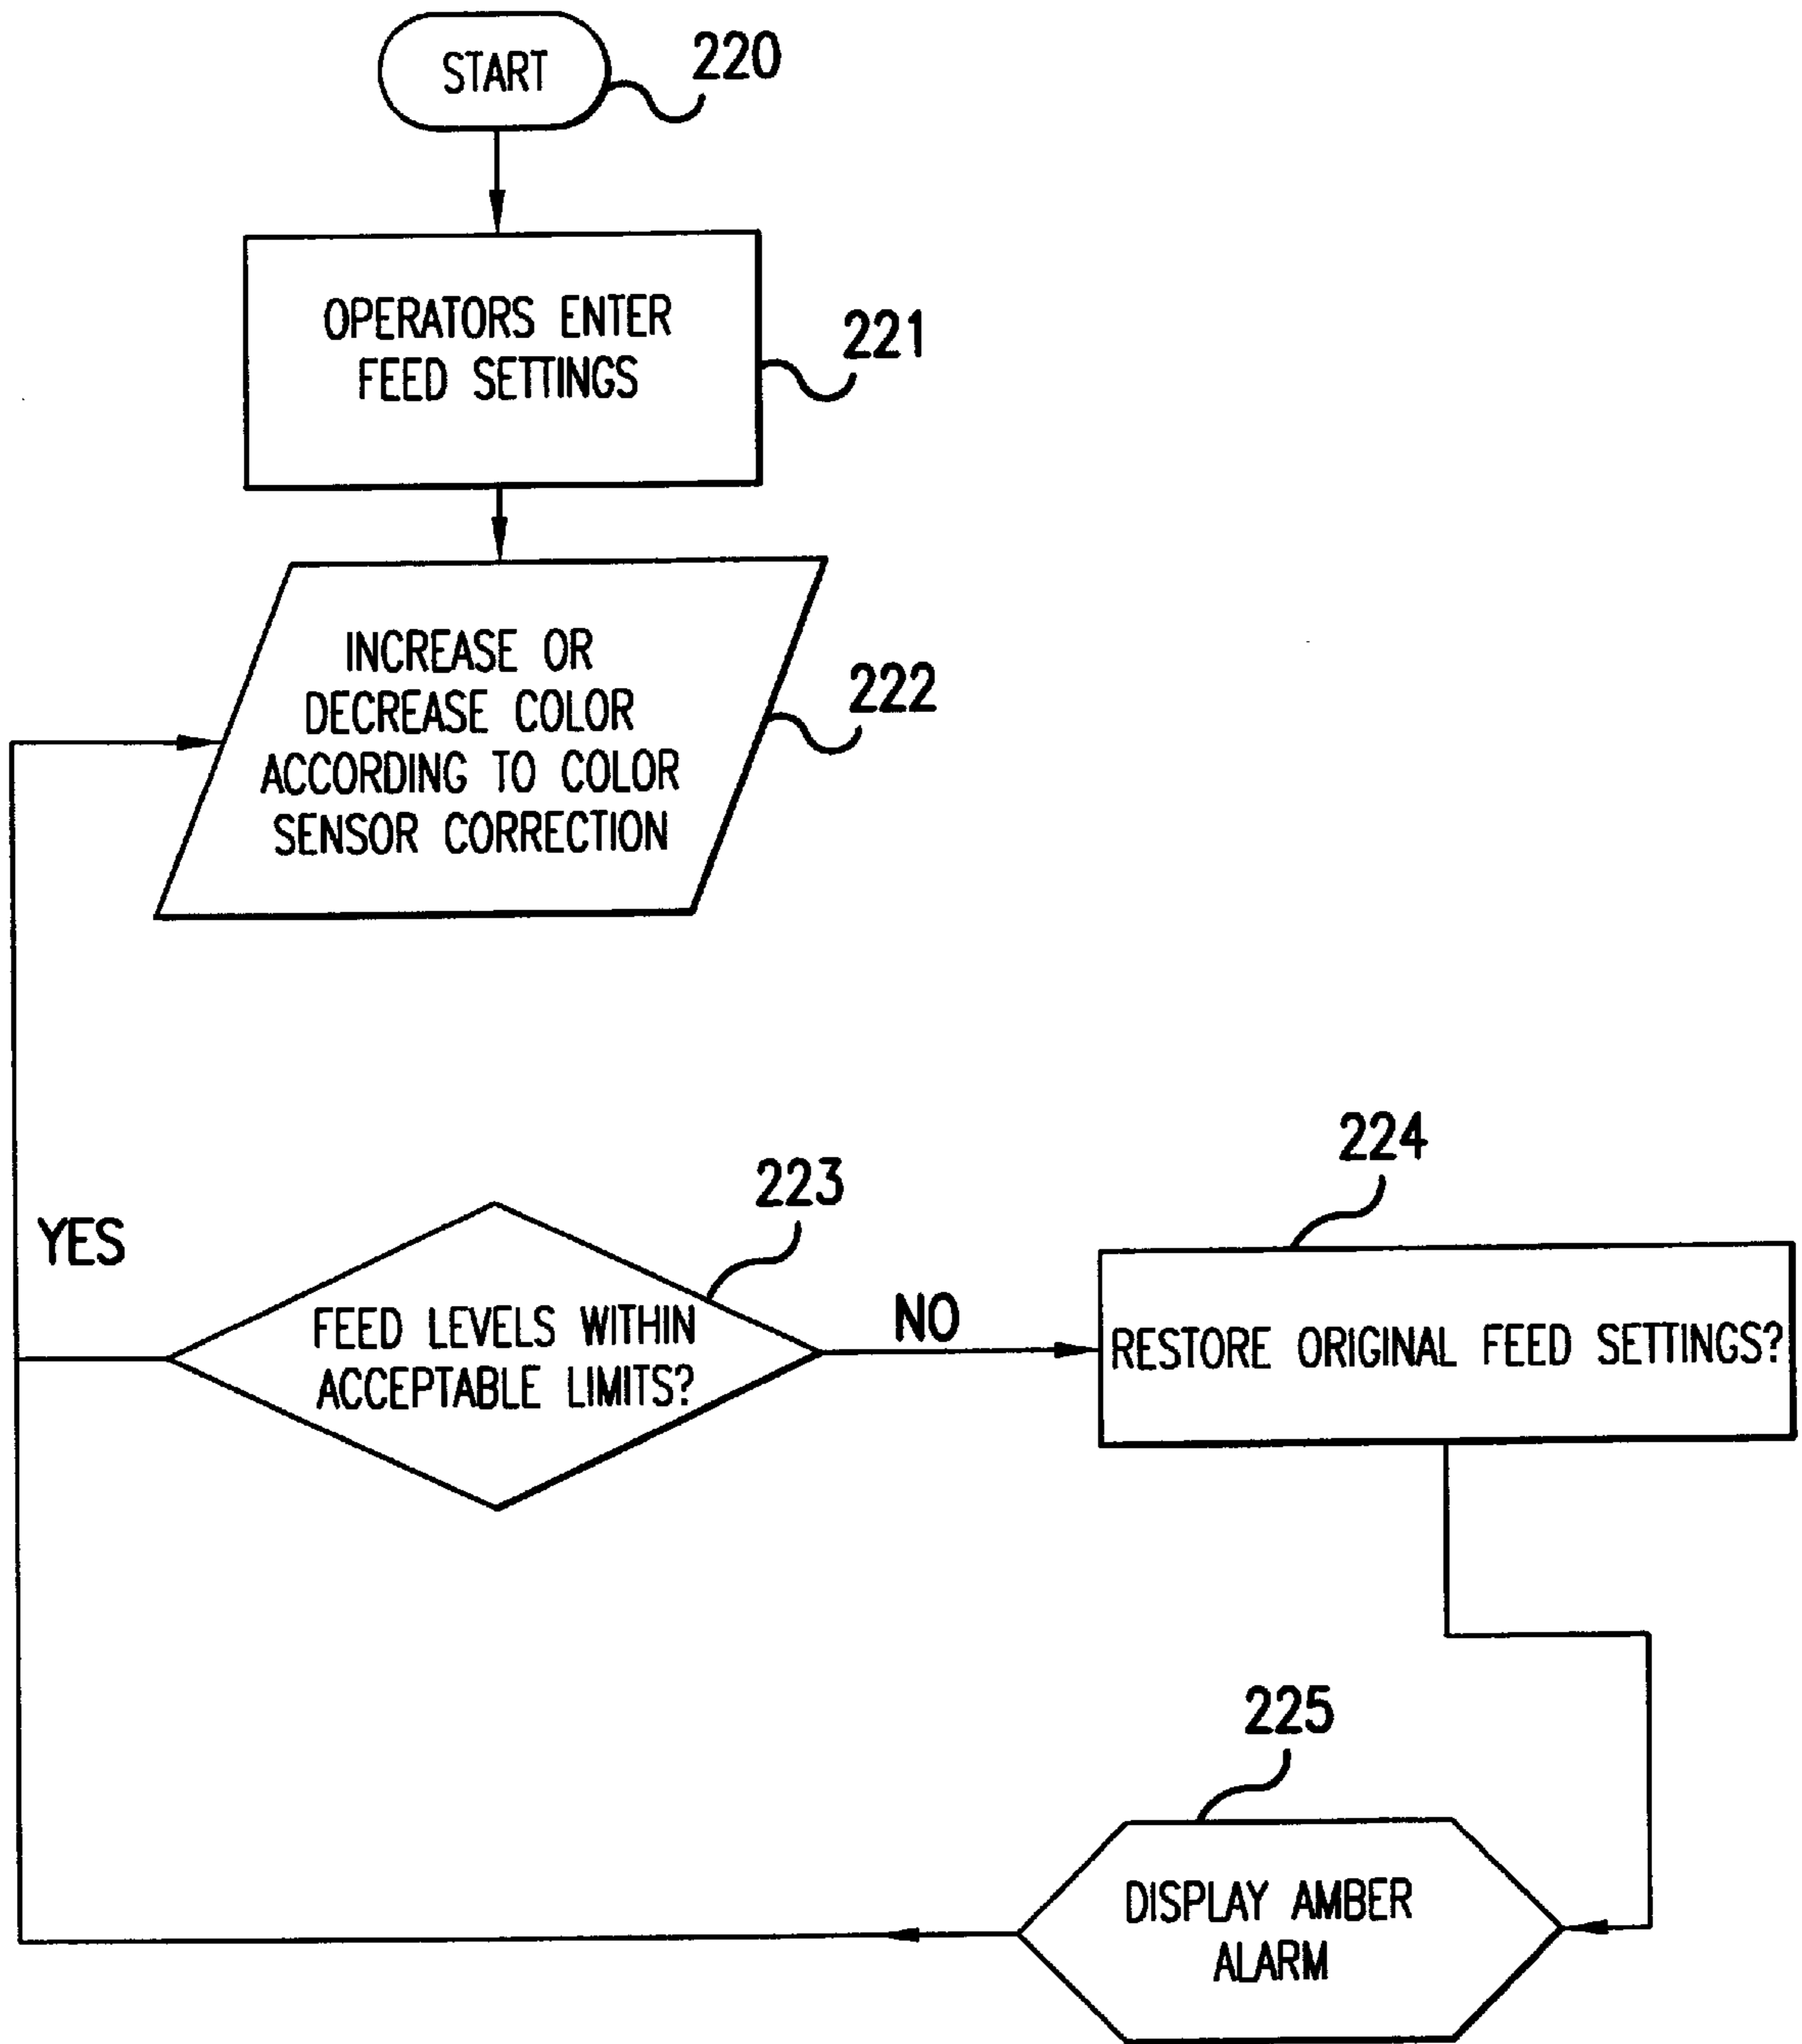 START
220
OPERATORS ENTER
FEED SETTINGS
221
INCREASE OR
DECREASE COLOR
ACCORDING TO COLOR
SENSOR CORRECTION
222
YES
223
FEED LEVELS WITHIN
ACCEPTABLE LIMITS?
NO
224
RESTORE ORIGINAL FEED SETTINGS?
225
DISPLAY AMBER
ALARM